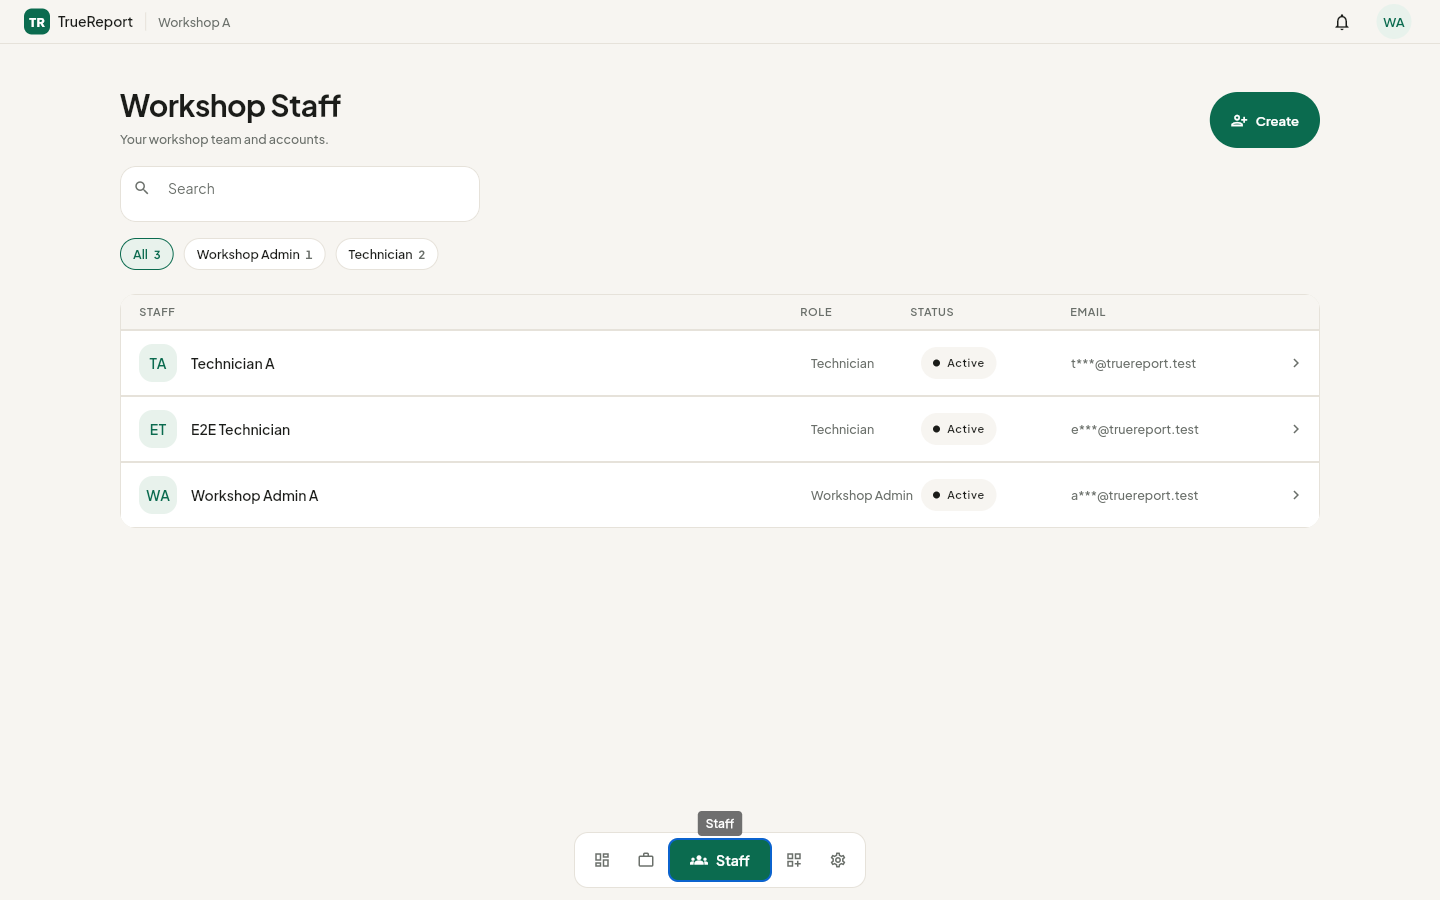 TR TrueReport Workshop A WA
Workshop Staff
Your workshop team and accounts.
Create
Search
All 3 Workshop Admin 1 Technician 2
STAFF ROLE STATUS EMAIL
TA Technician A Technician Active t***@truereport.test
ET E2E Technician Technician Active e***@truereport.test
WA Workshop Admin A Workshop Admin Active a***@truereport.test
Staff
Staff